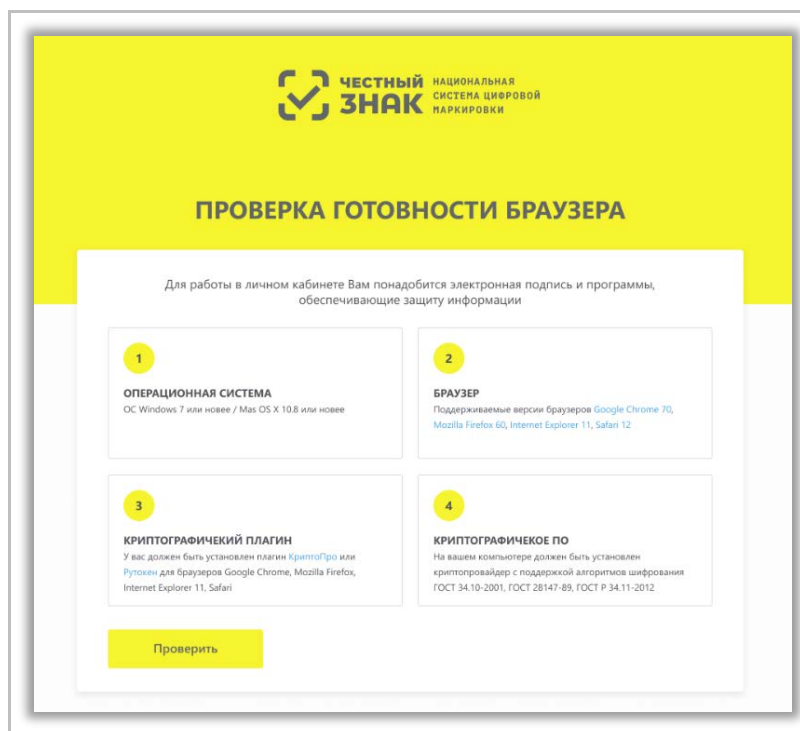 ЧЕСТНЫЙ
ЗНАК
НАЦИОНАЛЬНАЯ
СИСТЕМА ЦИФРОВОЙ
МАРКИРОВКИ
ПРОВЕРКА ГОТОВНОСТИ БРАУЗЕРА
Для работы в личном кабинете Вам понадобится электронная подпись и программы,
обеспечивающие защиту информации
1
ОПЕРАЦИОННАЯ СИСТЕМА
ОС Windows 7 или новее / Mas OS X 10.8 или новее
2
БРАУЗЕР
Поддерживаемые версии браузеров Google Chrome 70,
Mozilla Firefox 60, Internet Explorer 11, Safari 12
3
КРИПТОГРАФИЧЕКИЙ ПЛАГИН
У вас должен быть установлен плагин КриптоПро или
Рутокен для браузеров Google Chrome, Mozilla Firefox,
Internet Explorer 11, Safari
4
КРИПТОГРАФИЧЕКОЕ ПО
На вашем компьютере должен быть установлен
криптопровайдер с поддержкой алгоритмов шифрования
ГОСТ 34.10-2001, ГОСТ 28147-89, ГОСТ Р 34.11-2012
Проверить